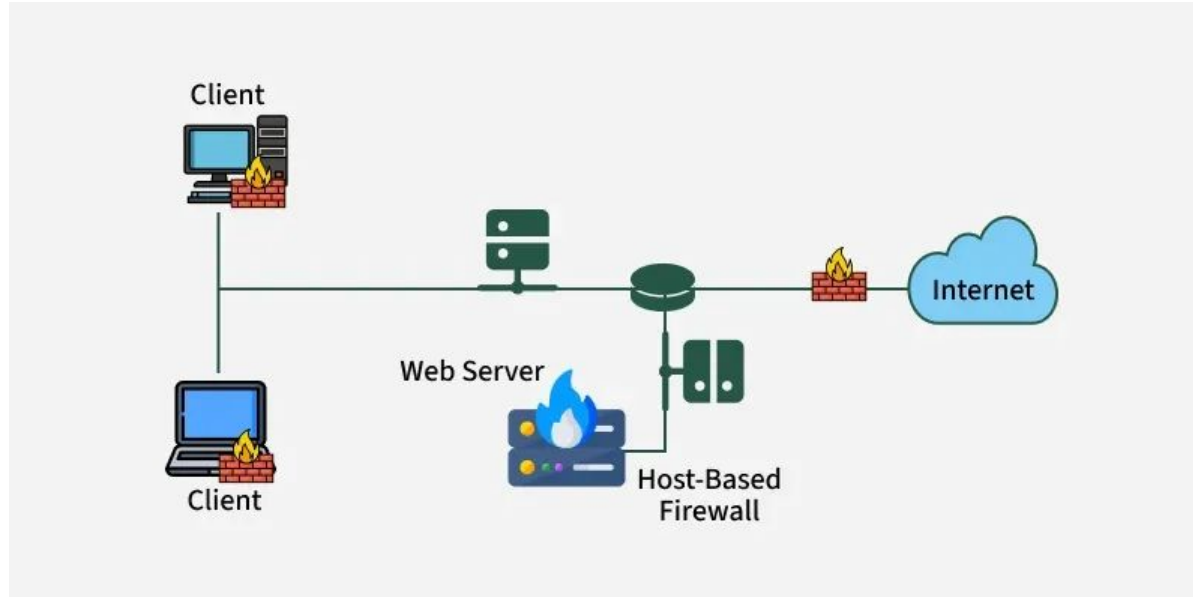 Client
Internet
Web Server
Client
Host-Based
Firewall